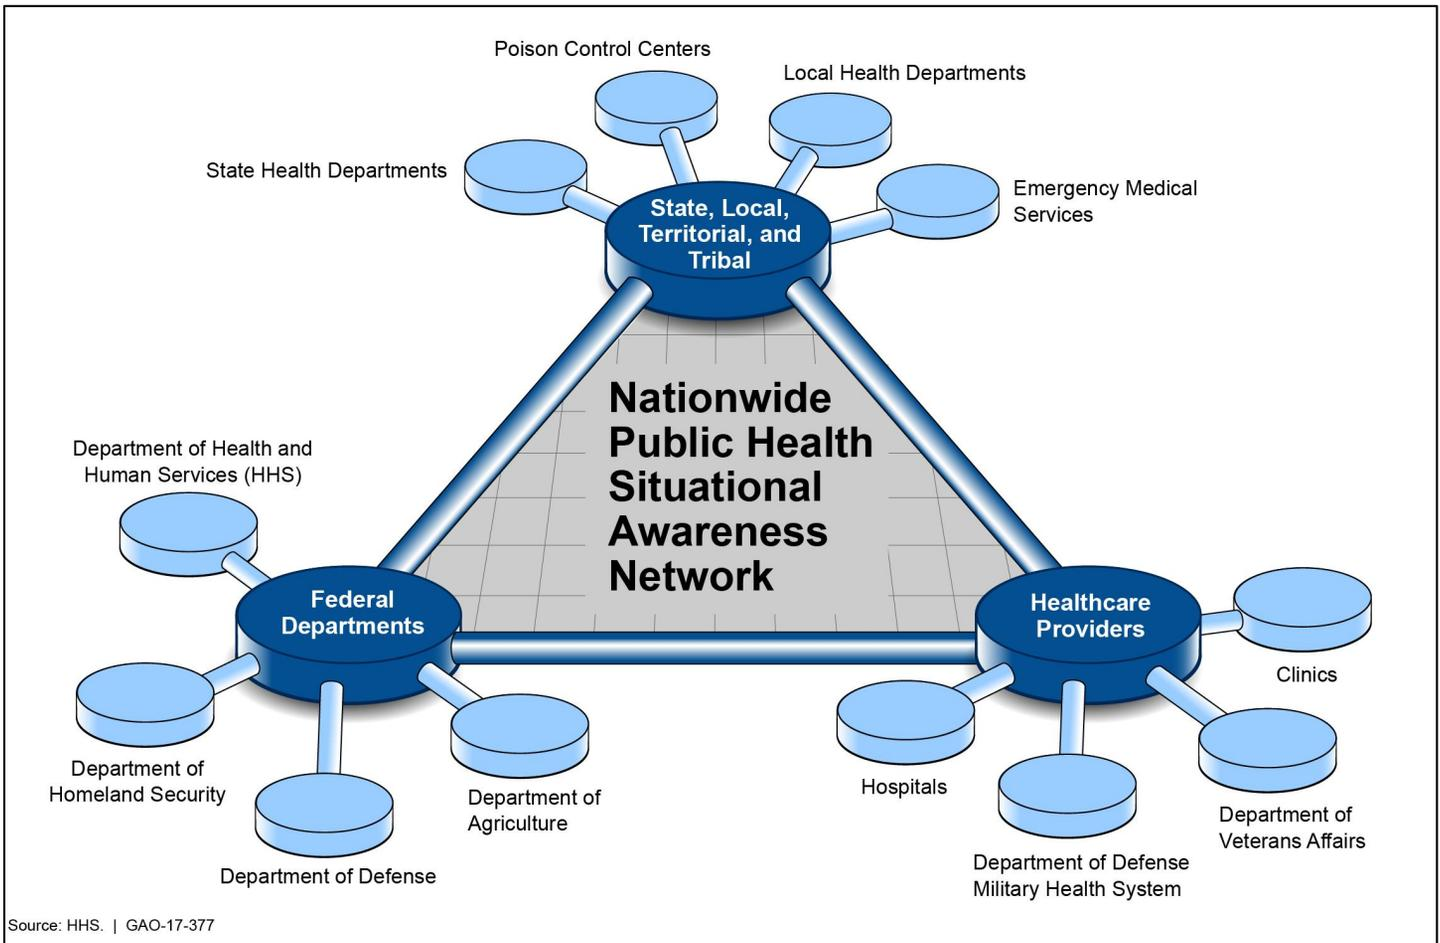 Poison Control Centers
Local Health Departments
State Health Departments
Emergency Medical
Services
State, Local,
Territorial, and
Tribal
Nationwide
Public Health
Situational
Awareness
Network
Department of Health and
Human Services (HHS)
Federal
Departments
Healthcare
Providers
Clinics
Department of
Homeland Security
Department of
Agriculture
Department of Defense
Hospitals
Department of
Veterans Affairs
Department of Defense
Military Health System
Source: HHS. | GAO-17-377